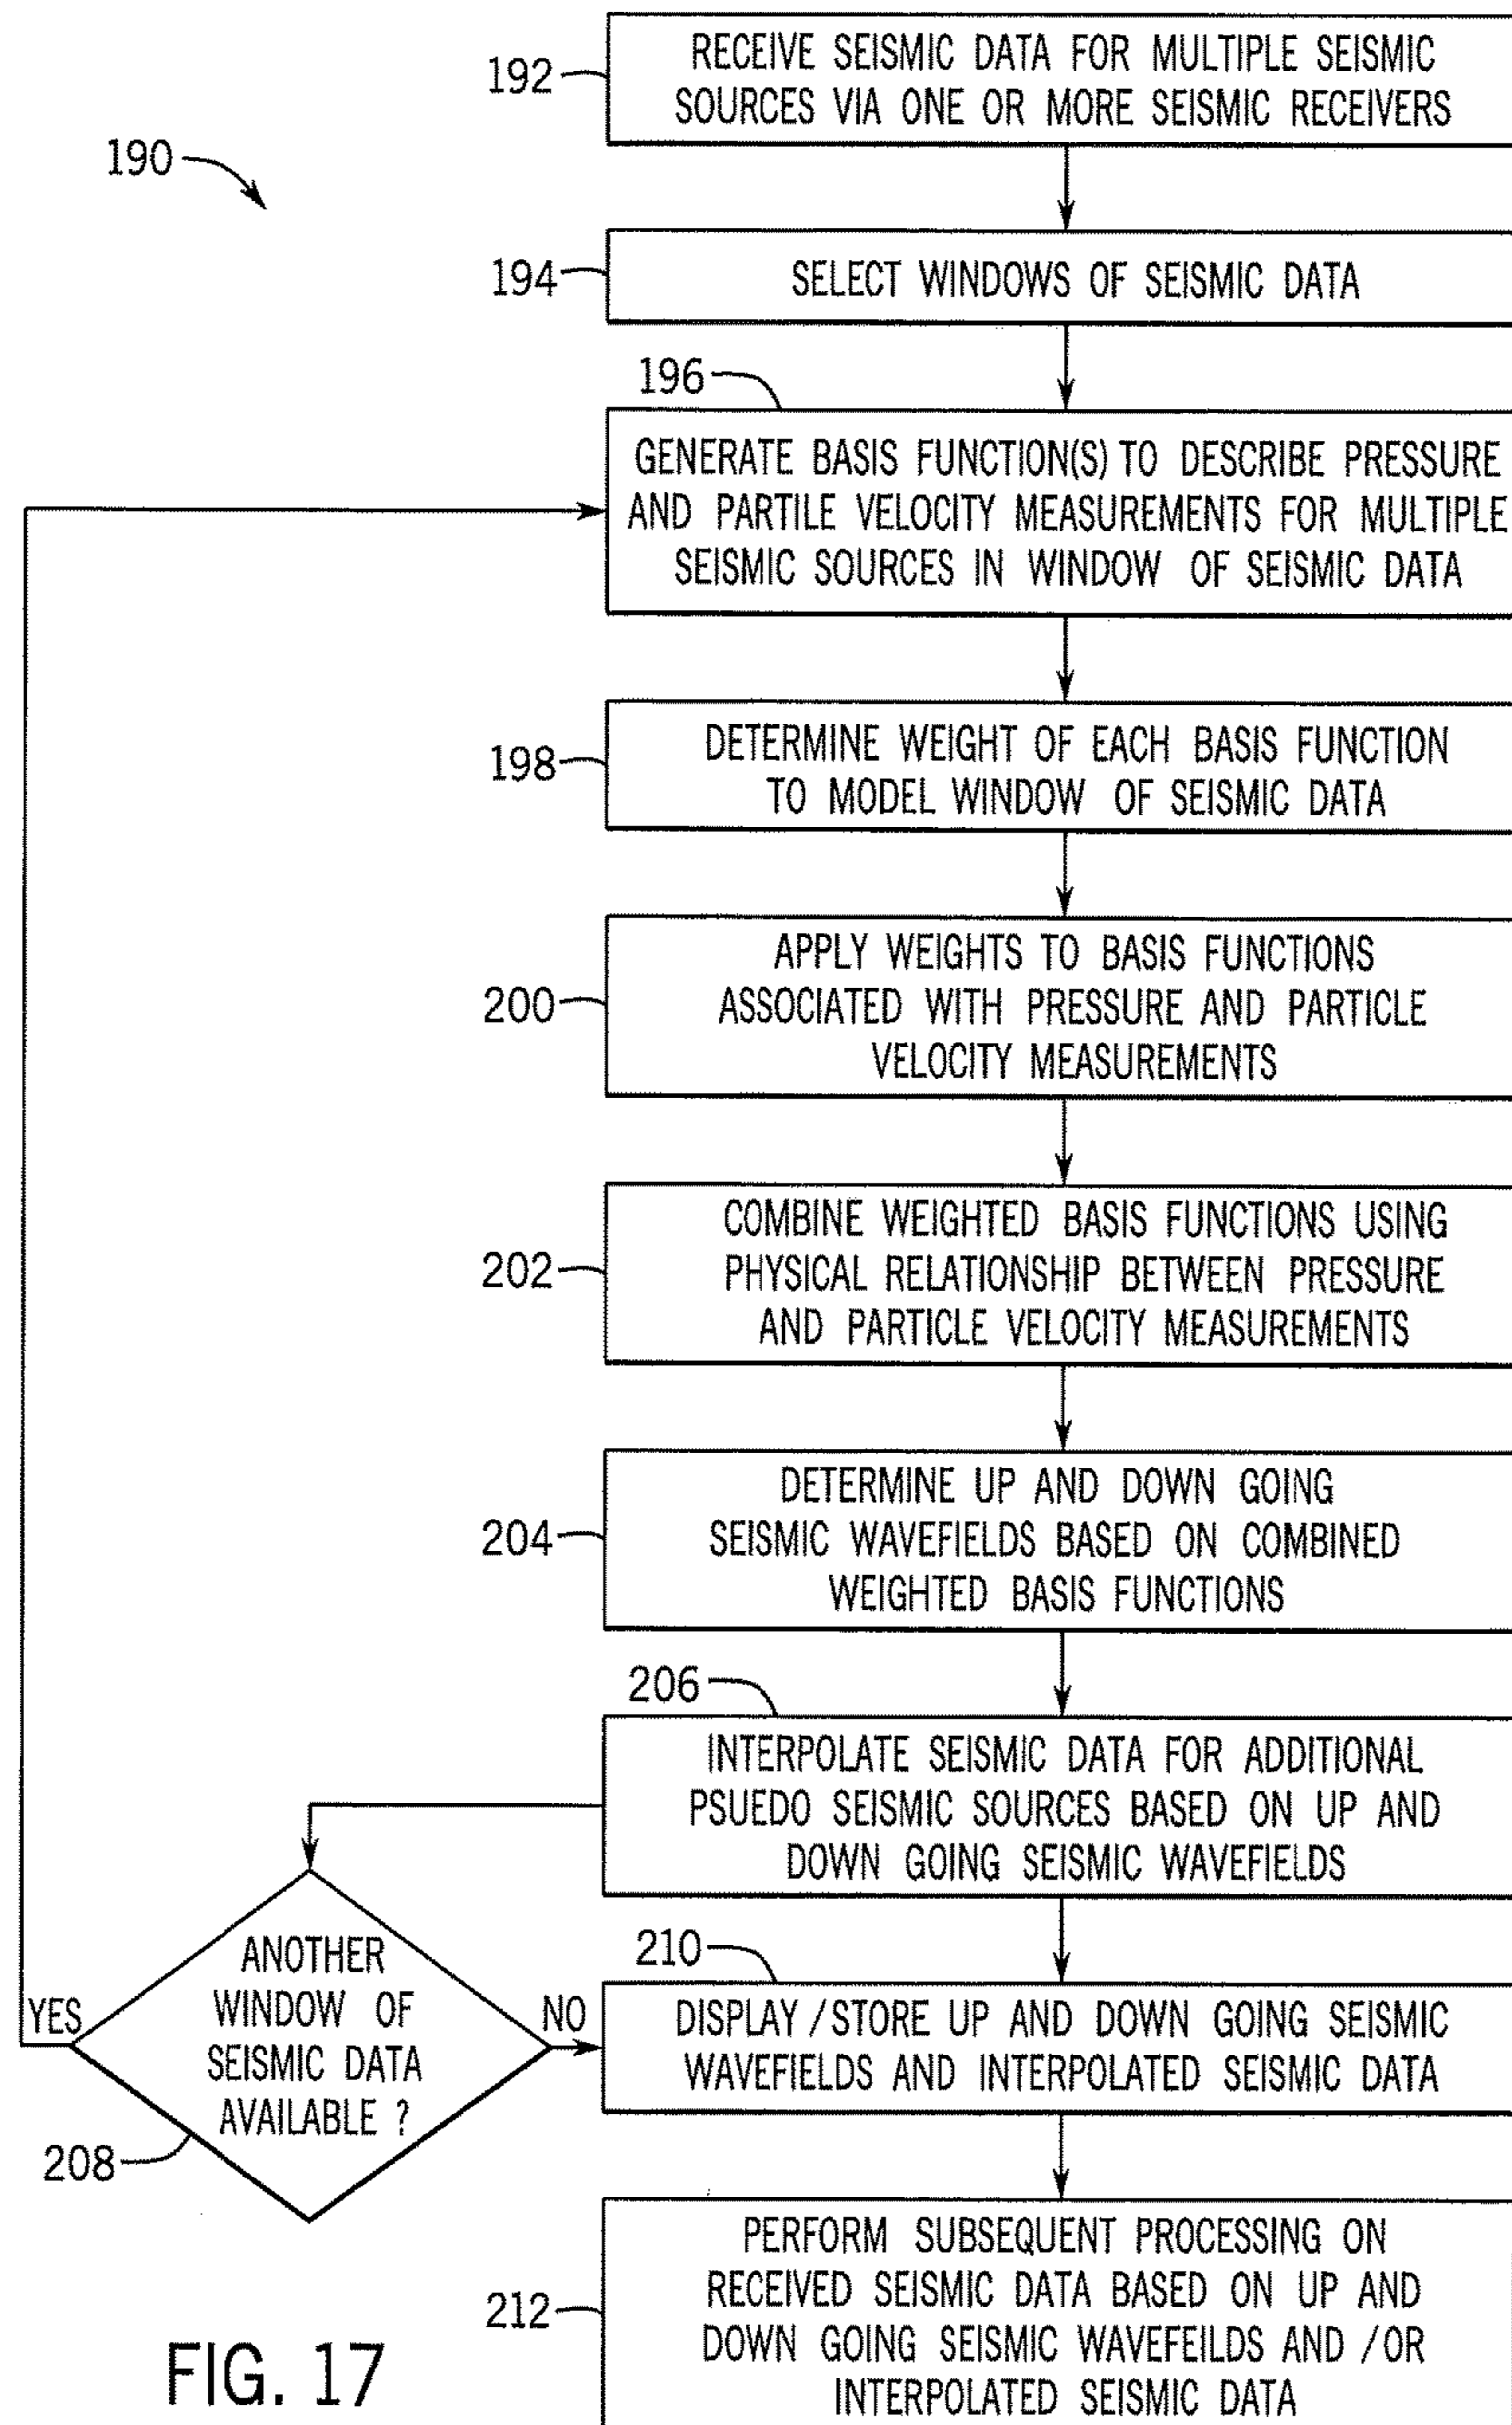 192
RECEIVE SEISMIC DATA FOR MULTIPLE SEISMIC
SOURCES VIA ONE OR MORE SEISMIC RECEIVERS
190
194
SELECT WINDOWS OF SEISMIC DATA
196
GENERATE BASIS FUNCTION(S) TO DESCRIBE PRESSURE
AND PARTILE VELOCITY MEASUREMENTS FOR MULTIPLE
SEISMIC SOURCES IN WINDOW OF SEISMIC DATA
198
DETERMINE WEIGHT OF EACH BASIS FUNCTION
TO MODEL WINDOW OF SEISMIC DATA
200
APPLY WEIGHTS TO BASIS FUNCTIONS
ASSOCIATED WITH PRESSURE AND PARTICLE
VELOCITY MEASUREMENTS
202
COMBINE WEIGHTED BASIS FUNCTIONS USING
PHYSICAL RELATIONSHIP BETWEEN PRESSURE
AND PARTICLE VELOCITY MEASUREMENTS
204
DETERMINE UP AND DOWN GOING
SEISMIC WAVEFIELDS BASED ON COMBINED
WEIGHTED BASIS FUNCTIONS
206
INTERPOLATE SEISMIC DATA FOR ADDITIONAL
PSUEDO SEISMIC SOURCES BASED ON UP AND
DOWN GOING SEISMIC WAVEFIELDS
ANOTHER
WINDOW OF
SEISMIC DATA
AVAILABLE ?
YES
NO
208
210
DISPLAY / STORE UP AND DOWN GOING SEISMIC
WAVEFIELDS AND INTERPOLATED SEISMIC DATA
212
PERFORM SUBSEQUENT PROCESSING ON
RECEIVED SEISMIC DATA BASED ON UP AND
DOWN GOING SEISMIC WAVEFEILDS AND / OR
INTERPOLATED SEISMIC DATA
FIG. 17